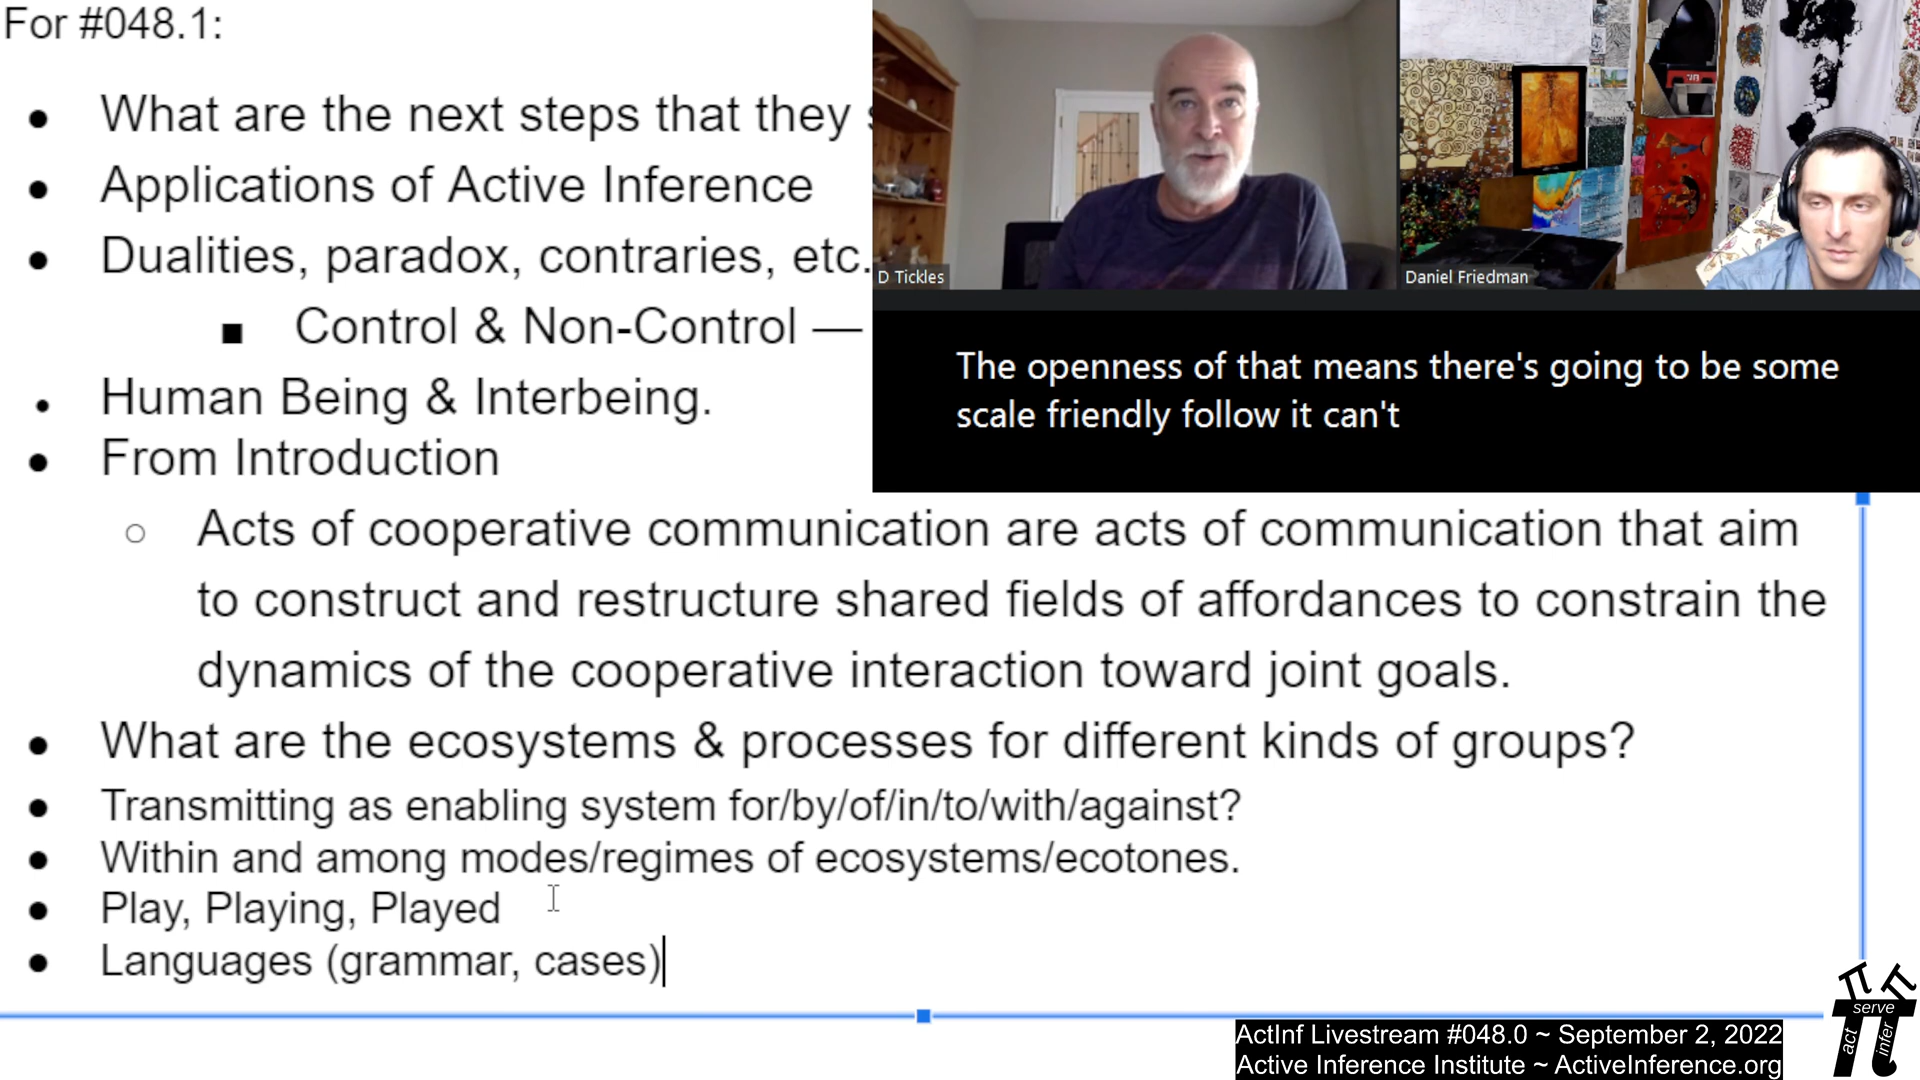 For #048.1:
What are the next steps that they
Applications of Active Inference
Dualities, paradox, contraries, etc.
Control & Non-Control —
Human Being & Interbeing.
From Introduction
Acts of cooperative communication are acts of communication that aim
to construct and restructure shared fields of affordances to constrain the
dynamics of the cooperative interaction toward joint goals.
What are the ecosystems & processes for different kinds of groups?
Transmitting as enabling system for/by/of/in/to/with/against?
Within and among modes/regimes of ecosystems/ecotones.
Play, Playing, Played
Languages (grammar, cases)
D Tickles
Daniel Friedman
The openness of that means there's going to be some
scale friendly follow it can't
serve
act
infer
ActInf Livestream #048.0 ~ September 2, 2022
Active Inference Institute ~ ActiveInference.org